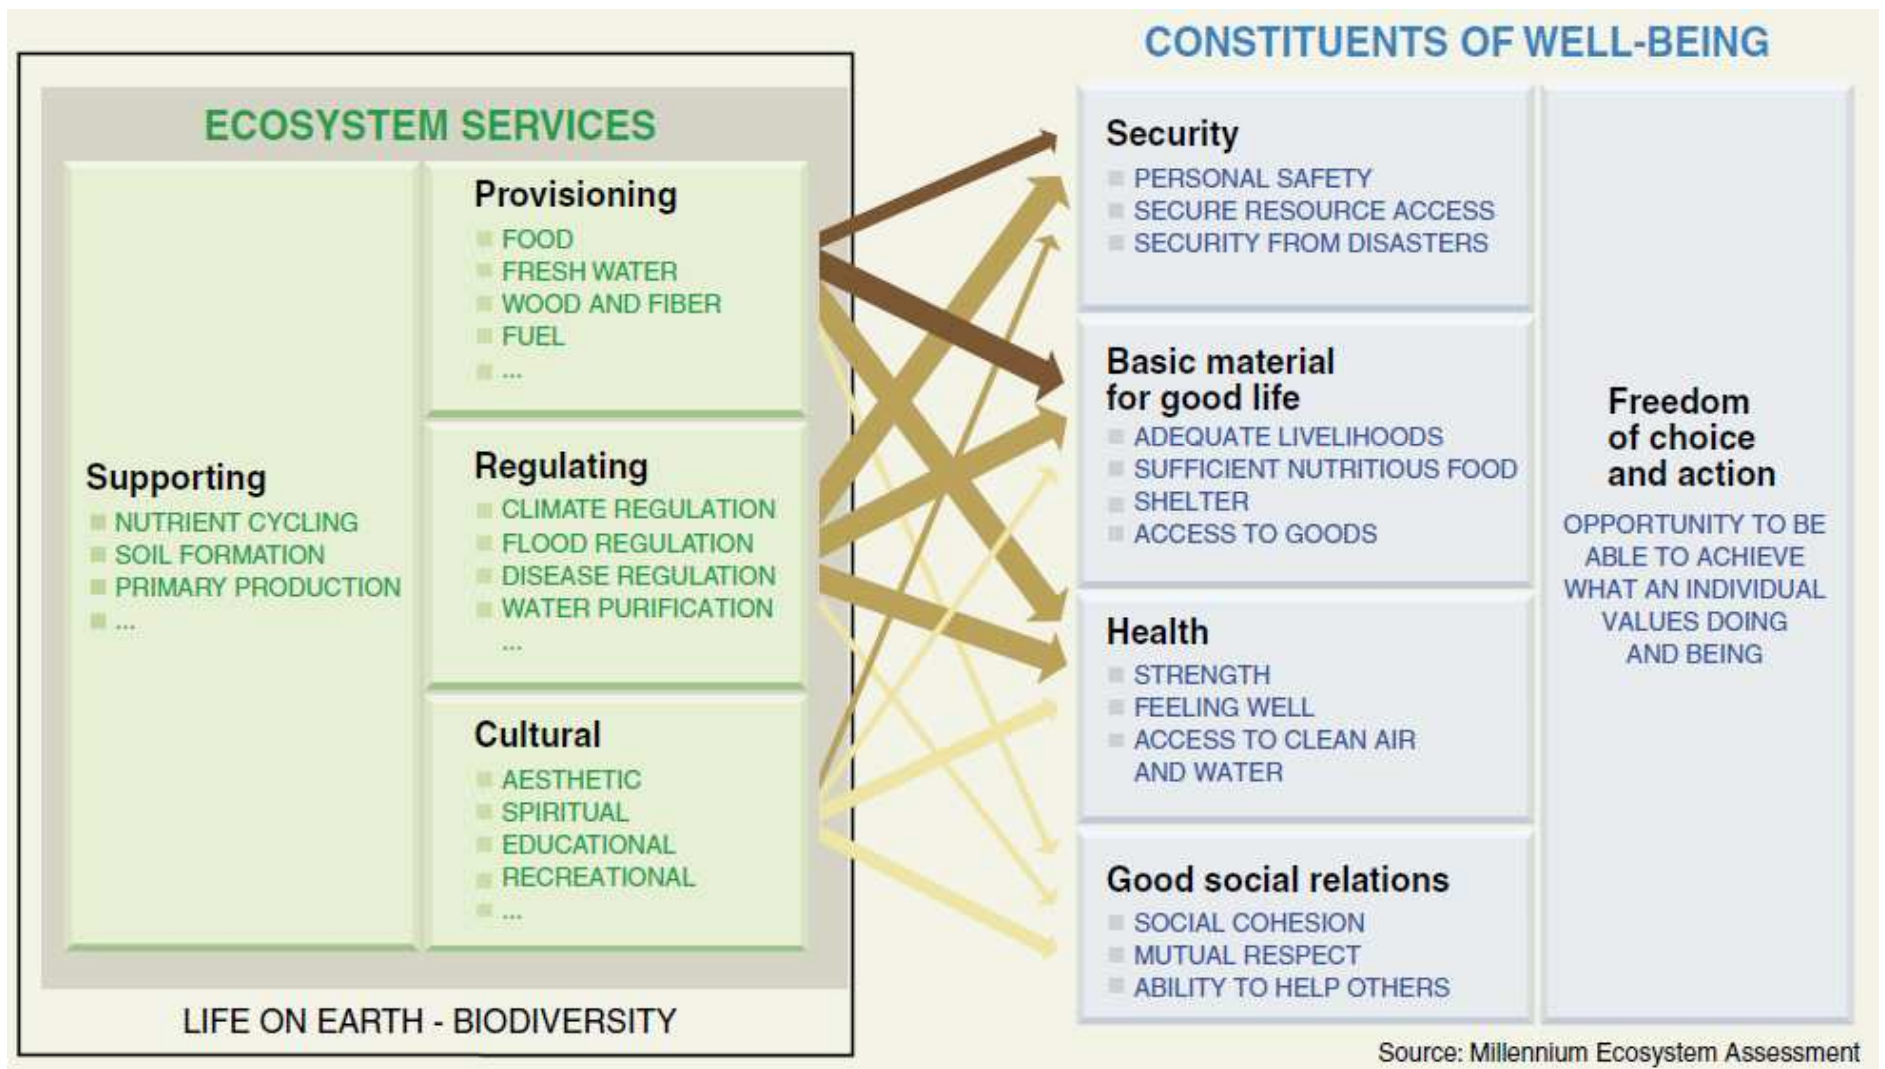 CONSTITUENTS OF WELL-BEING
ECOSYSTEM SERVICES
Supporting
NUTRIENT CYCLING
SOIL FORMATION
PRIMARY PRODUCTION
...
Provisioning
FOOD
FRESH WATER
WOOD AND FIBER
FUEL
...
Regulating
CLIMATE REGULATION
FLOOD REGULATION
DISEASE REGULATION
WATER PURIFICATION
...
Cultural
AESTHETIC
SPIRITUAL
EDUCATIONAL
RECREATIONAL
...
LIFE ON EARTH - BIODIVERSITY
Security
PERSONAL SAFETY
SECURE RESOURCE ACCESS
SECURITY FROM DISASTERS
Basic material
for good life
ADEQUATE LIVELIHOODS
SUFFICIENT NUTRITIOUS FOOD
SHELTER
ACCESS TO GOODS
Health
STRENGTH
FEELING WELL
ACCESS TO CLEAN AIR
AND WATER
Good social relations
SOCIAL COHESION
MUTUAL RESPECT
ABILITY TO HELP OTHERS
Freedom
of choice
and action
OPPORTUNITY TO BE
ABLE TO ACHIEVE
WHAT AN INDIVIDUAL
VALUES DOING
AND BEING
Source: Millennium Ecosystem Assessment